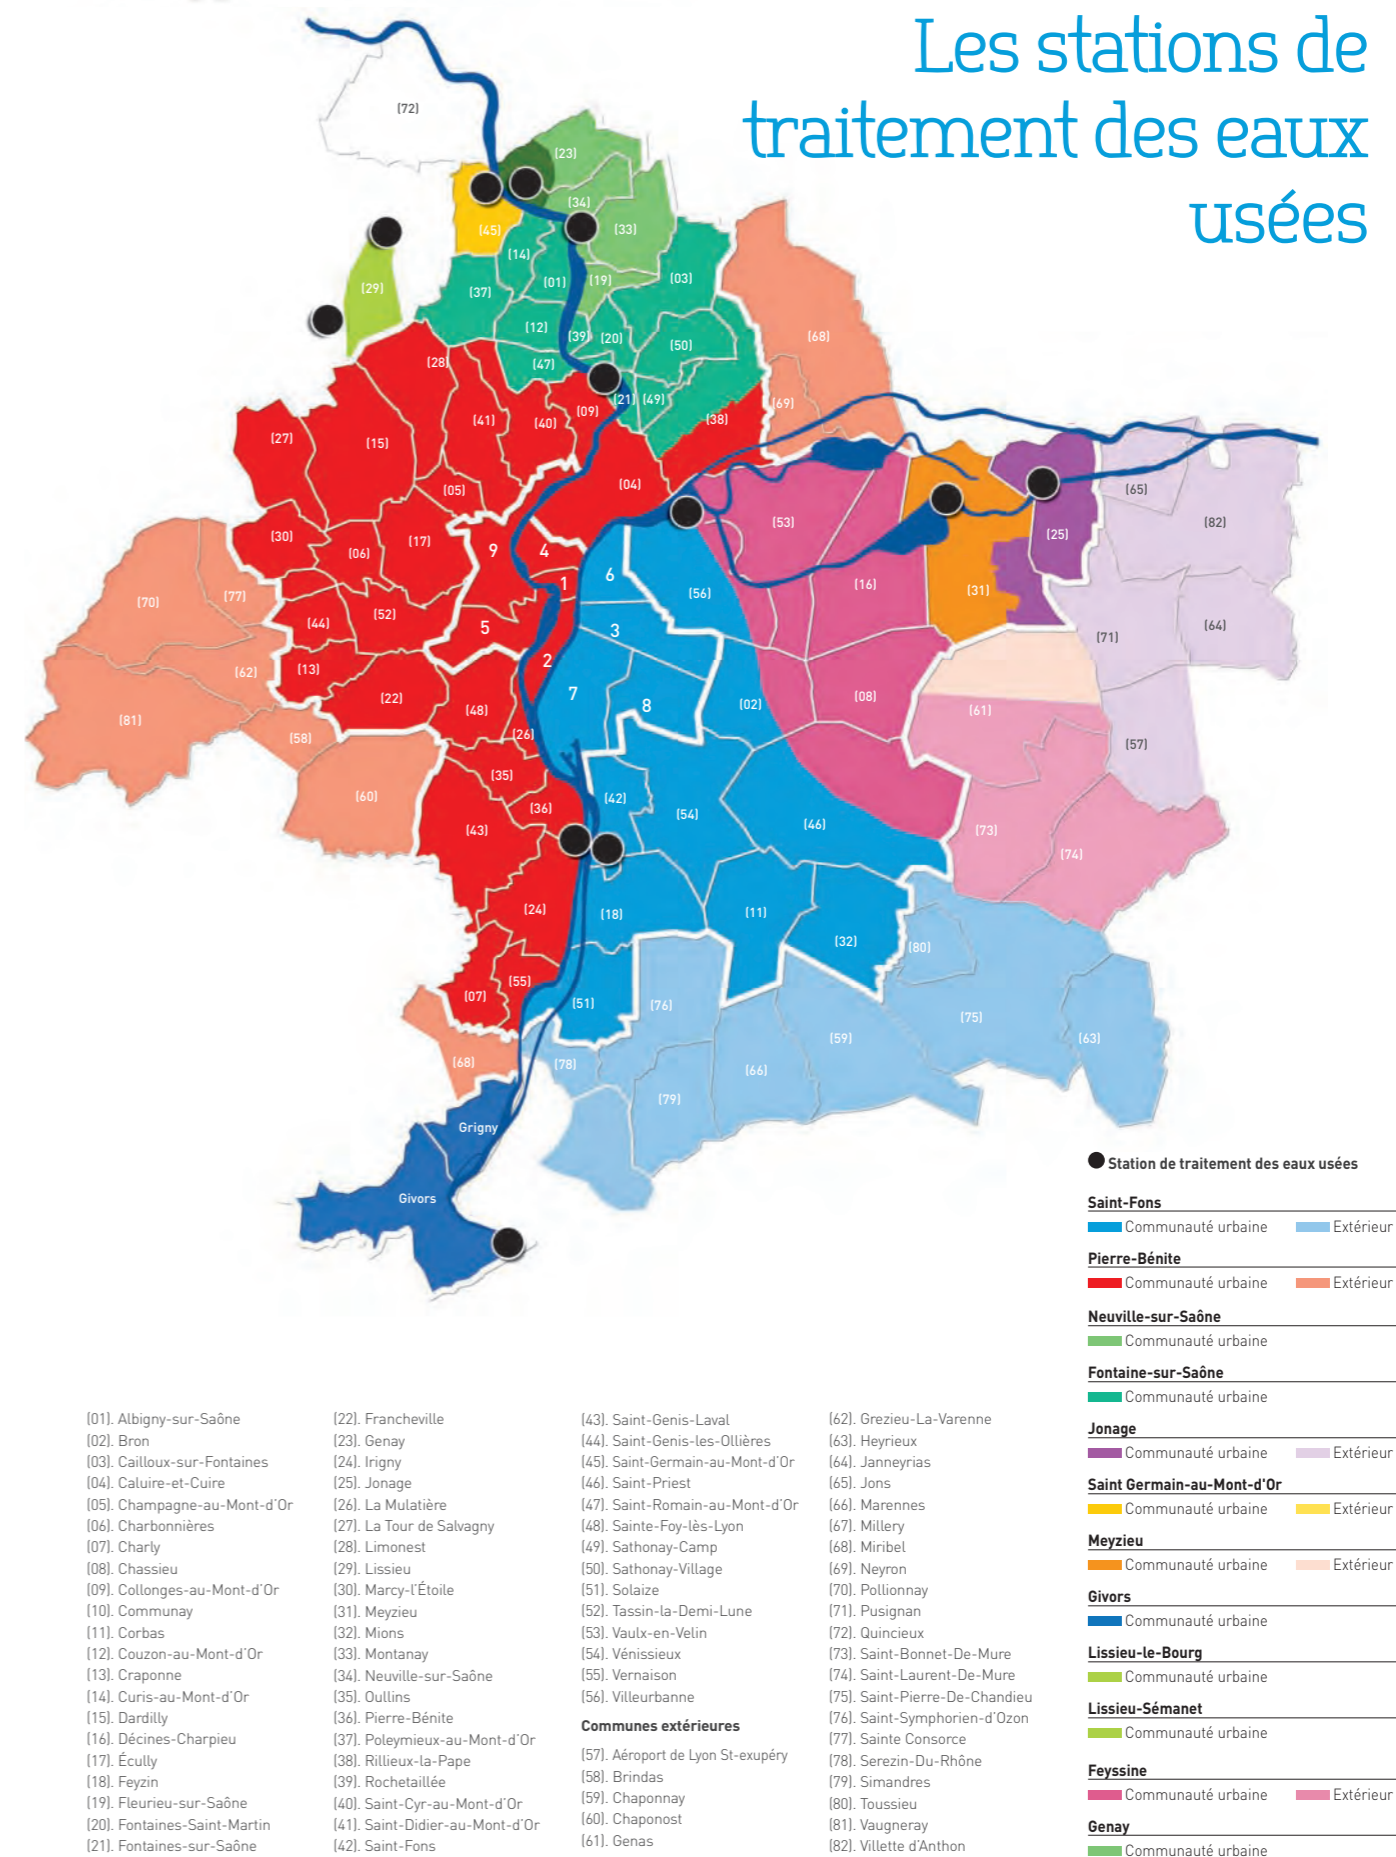 Les stations de
traitement des eaux
usées
(72)
(23)
(34)
(45)
(33)
(14)
(29)
(01)
(19)
(03)
(37)
(12)
(39)
(20)
(50)
(68)
(28)
(47)
(21)
(49)
(69)
(09)
(38)
(41)
(40)
(27)
(15)
(04)
(05)
(65)
(53)
(82)
(30)
(17)
(25)
(06)
9
4
6
1
(16)
(56)
(31)
(70)
(77)
(44)
(52)
5
3
(64)
(71)
2
(62)
(13)
7
(22)
(08)
8
(02)
(48)
(61)
(81)
(26)
(58)
(57)
(35)
(60)
(42)
(36)
(54)
(46)
(43)
(73)
(74)
(24)
(18)
(11)
(32)
(80)
(55)
(07)
(51)
(76)
(75)
(59)
(63)
(68)
(78)
(66)
(79)
Grigny
Givors
Station de traitement des eaux usées
Saint-Fons
Communauté urbaine Extérieur
Pierre-Bénite
Communauté urbaine Extérieur
Neuville-sur-Saône
Communauté urbaine
Fontaine-sur-Saône
Communauté urbaine
Jonage
Communauté urbaine Extérieur
Saint Germain-au-Mont-d'Or
Communauté urbaine Extérieur
Meyzieu
Communauté urbaine Extérieur
Givors
Communauté urbaine
Lissieu-le-Bourg
Communauté urbaine
Lissieu-Sémanet
Communauté urbaine
Feyssine
Communauté urbaine Extérieur
Genay
Communauté urbaine
(01). Albigny-sur-Saône
(02). Bron
(03). Cailloux-sur-Fontaines
(04). Caluire-et-Cuire
(05). Champagne-au-Mont-d'Or
(06). Charbonnières
(07). Charly
(08). Chassieu
(09). Collonges-au-Mont-d'Or
(10). Communay
(11). Corbas
(12). Couzon-au-Mont-d'Or
(13). Craponne
(14). Curis-au-Mont-d'Or
(15). Dardilly
(16). Décines-Charpieu
(17). Écully
(18). Feyzin
(19). Fleurieu-sur-Saône
(20). Fontaines-Saint-Martin
(21). Fontaines-sur-Saône
(22). Francheville
(23). Genay
(24). Irigny
(25). Jonage
(26). La Mulatière
(27). La Tour de Salvagny
(28). Limonest
(29). Lissieu
(30). Marcy-l'Étoile
(31). Meyzieu
(32). Mions
(33). Montanay
(34). Neuville-sur-Saône
(35). Oullins
(36). Pierre-Bénite
(37). Poleymieux-au-Mont-d'Or
(38). Rillieux-la-Pape
(39). Rochetaillée
(40). Saint-Cyr-au-Mont-d'Or
(41). Saint-Didier-au-Mont-d'Or
(42). Saint-Fons
(43). Saint-Genis-Laval
(44). Saint-Genis-les-Ollières
(45). Saint-Germain-au-Mont-d'Or
(46). Saint-Priest
(47). Saint-Romain-au-Mont-d'Or
(48). Sainte-Foy-lès-Lyon
(49). Sathonay-Camp
(50). Sathonay-Village
(51). Solaize
(52). Tassin-la-Demi-Lune
(53). Vaulx-en-Velin
(54). Vénissieux
(55). Vernaison
(56). Villeurbanne
Communes extérieures
(57). Aéroport de Lyon St-exupéry
(58). Brindas
(59). Chaponnay
(60). Chaponost
(61). Genas
(62). Grezieu-La-Varenne
(63). Heyrieux
(64). Janneyrias
(65). Jons
(66). Marennes
(67). Millery
(68). Miribel
(69). Neyron
(70). Pollionnay
(71). Pusignan
(72). Quincieux
(73). Saint-Bonnet-De-Mure
(74). Saint-Laurent-De-Mure
(75). Saint-Pierre-De-Chandieu
(76). Saint-Symphorien-d'Ozon
(77). Sainte Consorce
(78). Serezin-Du-Rhône
(79). Simandres
(80). Toussieu
(81). Vaugneray
(82). Villette d'Anthon